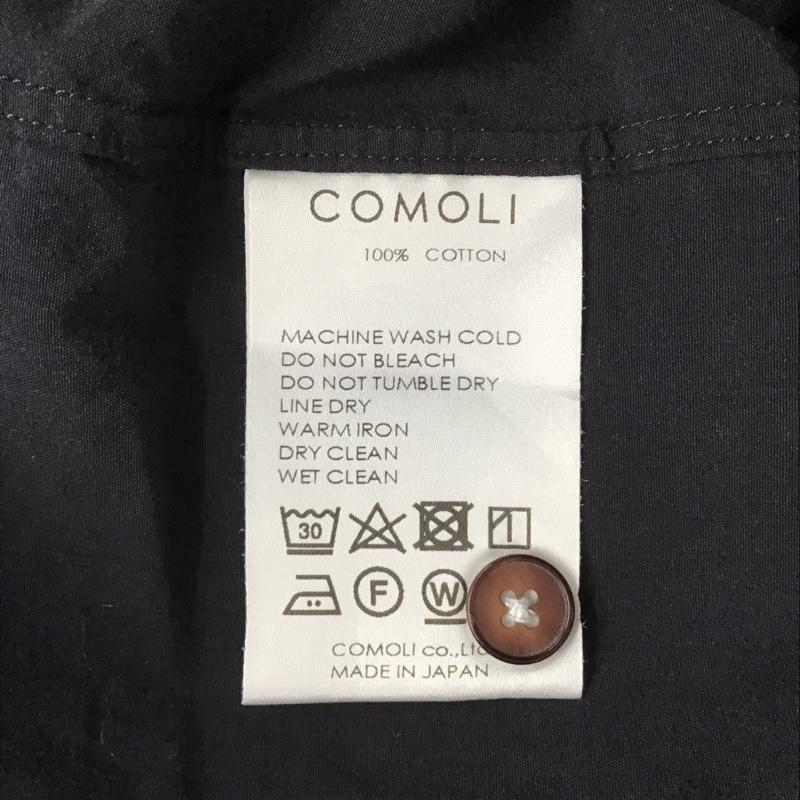 COMOLI
100% COTTON
MACHINE WASH COLD
DO NOT BLEACH
DO NOT TUMBLE DRY
LINE DRY
WARM IRON
DRY CLEAN
WET CLEAN
30
F W
COMOLI co.,Ltd
MADE IN JAPAN